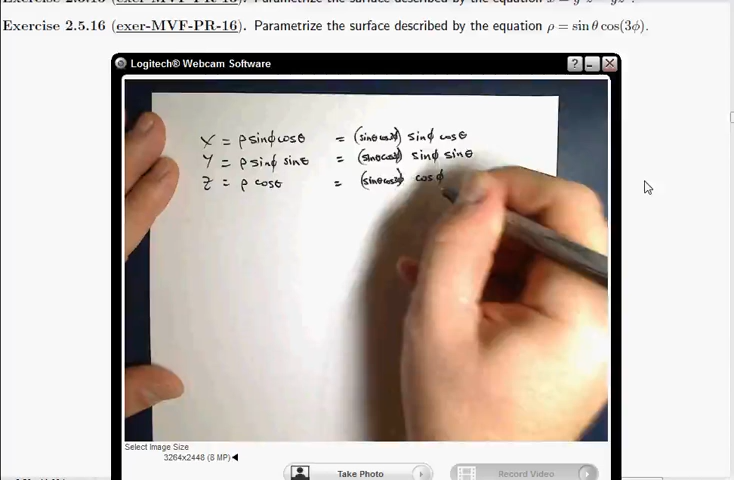 Exercise 2.5.16 (exer-MVF-PR-16). Parametrize the surface described by the equation ρ = sin θ cos(3ϕ).
Logitech® Webcam Software
x = ρ sinϕ cosθ = (sinθ cos3ϕ) sinϕ cosθ
y = ρ sinϕ sinθ = (sinθ cos3ϕ) sinϕ sinθ
z = ρ cosθ = (sinθ cos3ϕ) cosϕ
Select Image Size
3264x2448 (8 MP)
Take Photo
Record Video